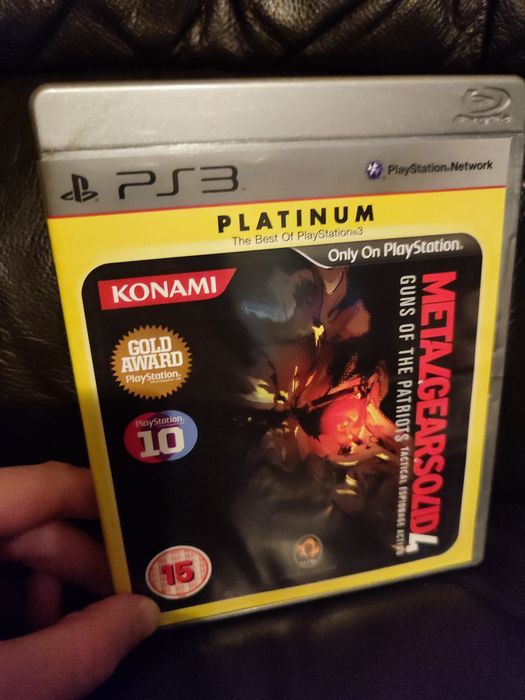 PS3
PlayStation®Network
PLATINUM
The Best Of PlayStation®3
Only On PlayStation®
KONAMI
METAL GEAR SOLID 4
GUNS OF THE PATRIOTS
TACTICAL ESPIONAGE ACTION
GOLD
AWARD
PlayStation®
PlayStation®
10
15